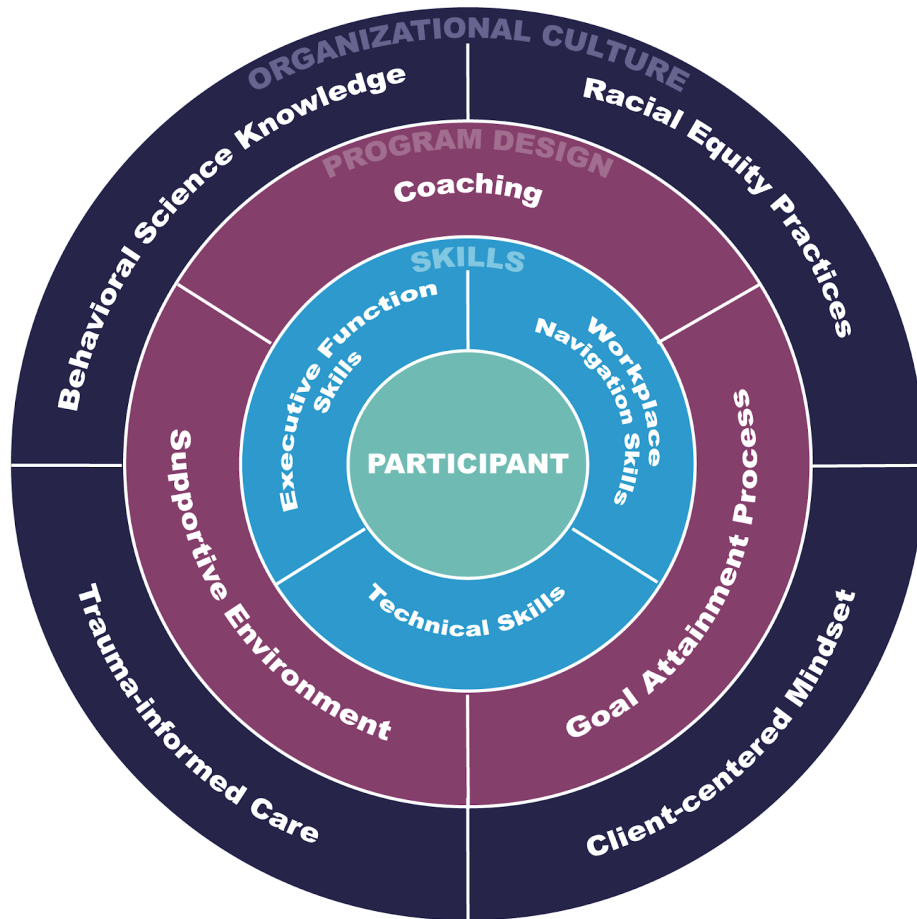 ORGANIZATIONAL CULTURE
Behavioral Science Knowledge
Racial Equity Practices
PROGRAM DESIGN
Coaching
SKILLS
Executive Function
Skills
Workplace
Navigation Skills
PARTICIPANT
Technical Skills
Supportive Environment
Goal Attainment Process
Trauma-informed Care
Client-centered Mindset